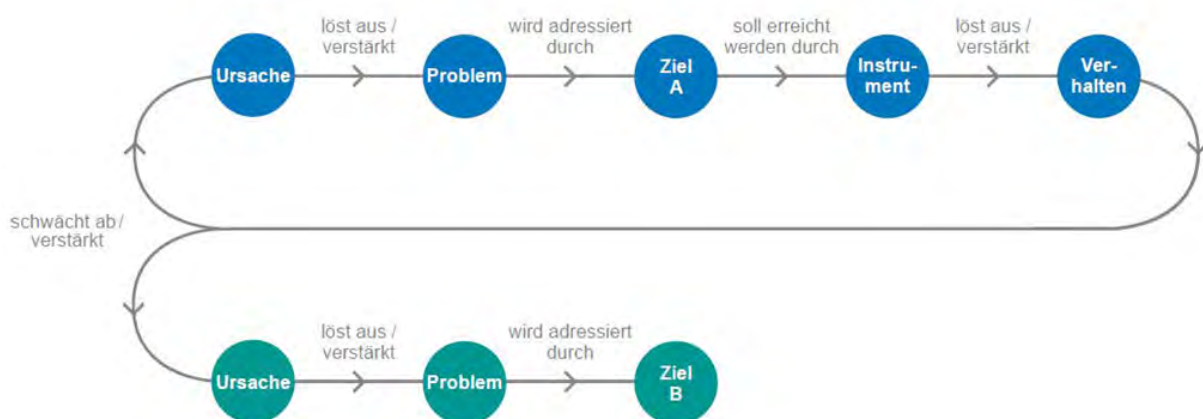 löst aus /
verstärkt
wird adressiert
durch
soll erreicht
werden durch
löst aus /
verstärkt
Ursache
Problem
Ziel
A
Instru-
ment
Ver-
halten
schwächt ab /
verstärkt
löst aus /
verstärkt
wird adressiert
durch
Ursache
Problem
Ziel
B